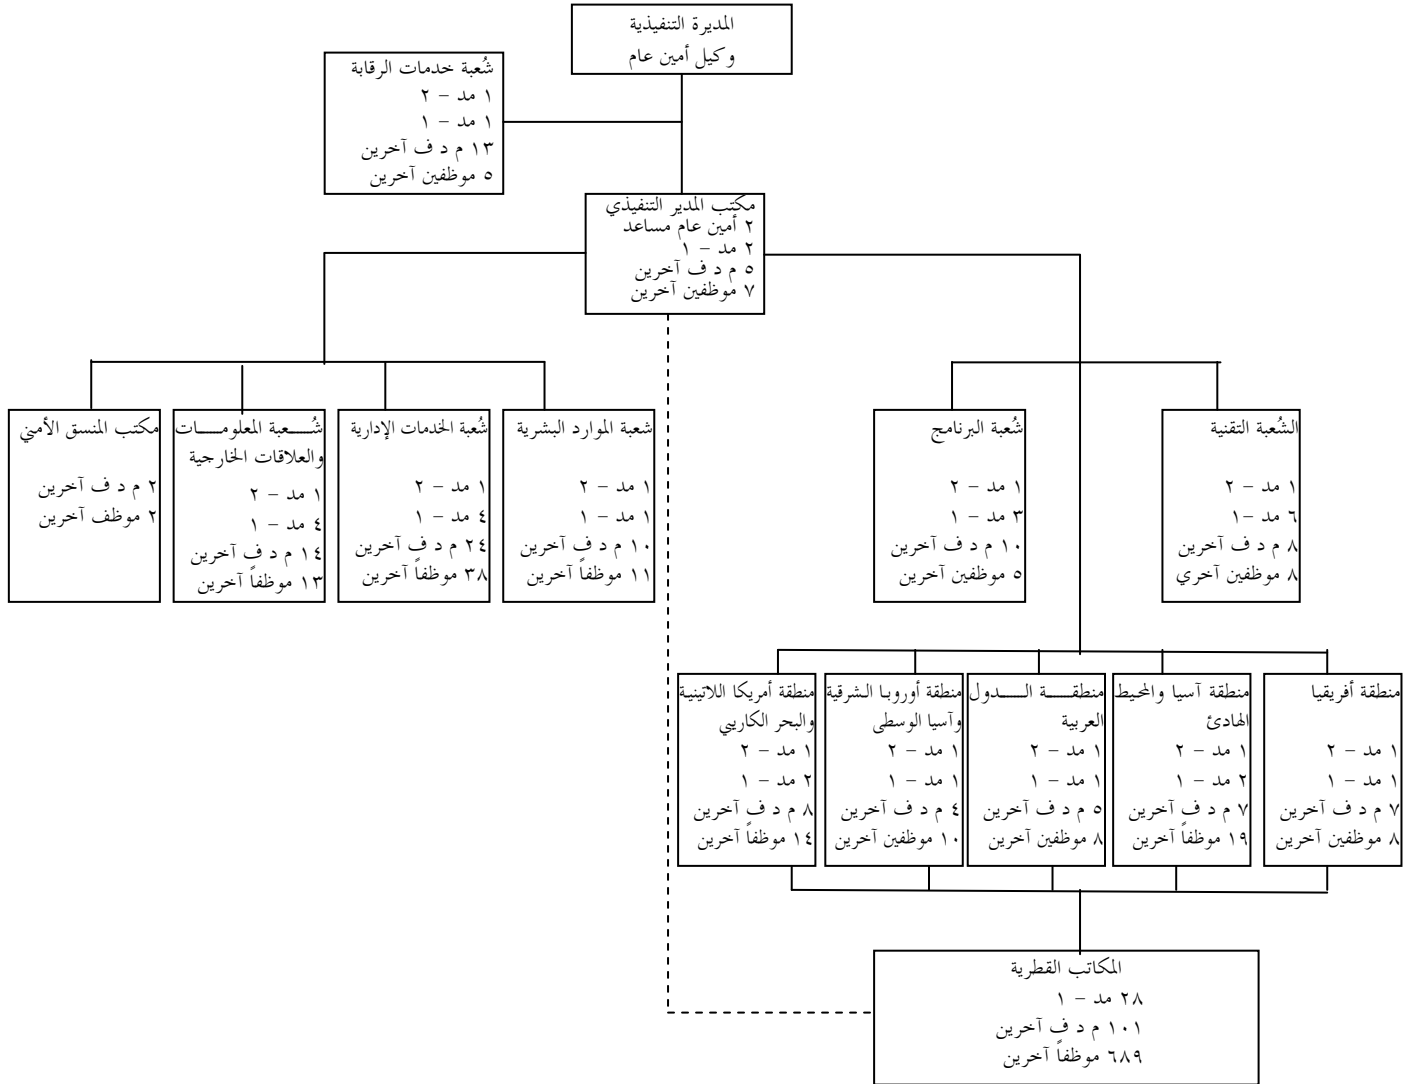 المديرة التنفيذية
وكيل أمين عام
شُعبة خدمات الرقابة
١ مد – ٢
١ مد – ١
١٣ م د ف آخرين
٥ موظفين آخرين
مكتب المدير التنفيذي
٢ أمين عام مساعد
٢ مد – ١
٥ م د ف آخرين
٧ موظفين آخرين
الشُعبة التقنية
١ مد – ٢
٦ مد –١
٨ م د ف آخرين
٨ موظفين آخري
شُعبة البرنامج
١ مد – ٢
٣ مد – ١
١٠ م د ف آخرين
٥ موظفين آخرين
شعبة الموارد البشرية
١ مد – ٢
١ مد – ١
١٠ م د ف آخرين
١١ موظفاً آخرين
شُعبة الخدمات الإدارية
١ مد – ٢
٤ مد – ١
٢٤ م د ف آخرين
٣٨ موظفاً آخرين
شُـــعبة المعلومـــات
والعلاقات الخارجية
١ مد – ٢
٤ مد – ١
١٤ م د ف آخرين
١٣ موظفاً آخرين
مكتب المنسق الأمني
٢ م د ف آخرين
٢ موظف آخرين
منطقة أفريقيا
١ مد – ٢
١ مد – ١
٧ م د ف آخرين
٨ موظفين آخرين
منطقة آسيا والمحيط
الهادئ
١ مد – ٢
٢ مد – ١
٧ م د ف آخرين
١٩ موظفاً آخرين
منطقـــة الـــدول
العربية
١ مد – ٢
١ مد – ١
٥ م د ف آخرين
٨ موظفين آخرين
منطقة أوروبا الشرقية
وآسيا الوسطى
١ مد – ٢
١ مد – ١
٤ م د ف آخرين
١٠ موظفين آخرين
منطقة أمريكا اللاتينية
والبحر الكاريبي
١ مد – ٢
٢ مد – ١
٨ م د ف آخرين
١٤ موظفاً آخرين
المكاتب القطرية
٢٨ مد – ١
١٠١ م د ف آخرين
٦٨٩ موظفاً آخرين